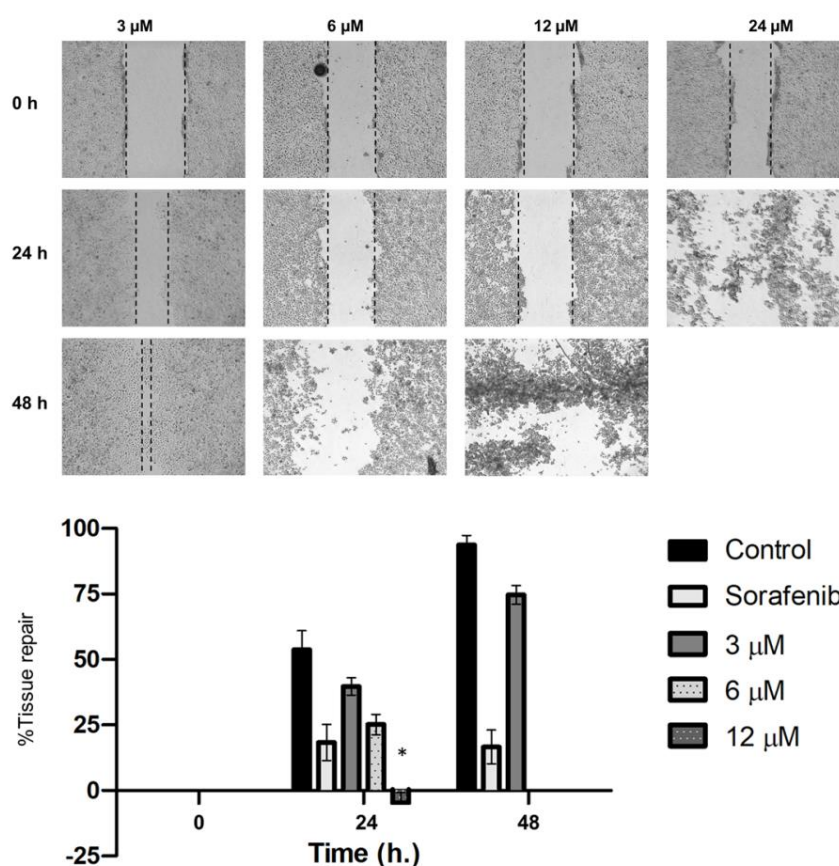 3 μM 6 μM 12 μM 24 μM
0 h
24 h
48 h
100
75
50
25
0
-25
%Tissue repair
*
0 24 48
Time (h.)
Control
Sorafenib
3 μM
6 μM
12 μM